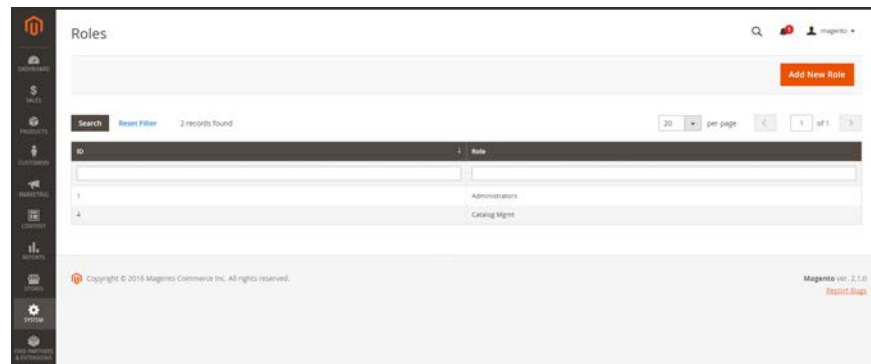 Roles
1
magento
Add New Role
Search Reset Filter 2 records found
20 per page 1 of 1
ID Role
1 Administrators
4 Catalog Mgmt
Copyright © 2016 Magento Commerce Inc. All rights reserved.
Magento ver. 2.1.0
Report Bugs
DASHBOARD
SALES
PRODUCTS
CUSTOMERS
MARKETING
CONTENT
REPORTS
STORES
SYSTEM
FIND PARTNERS
& EXTENSIONS